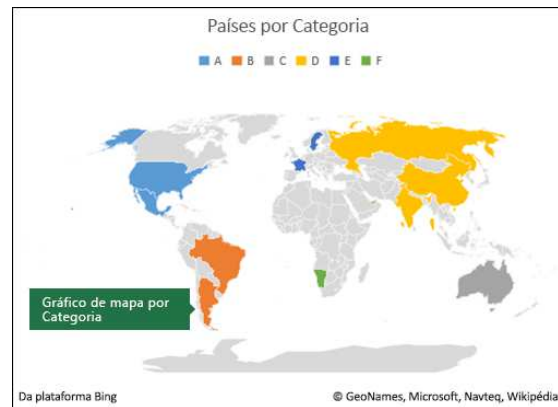 Países por Categoria
A B C D E F
Gráfico de mapa por
Categoria
Da plataforma Bing
© GeoNames, Microsoft, Navteq, Wikipédia